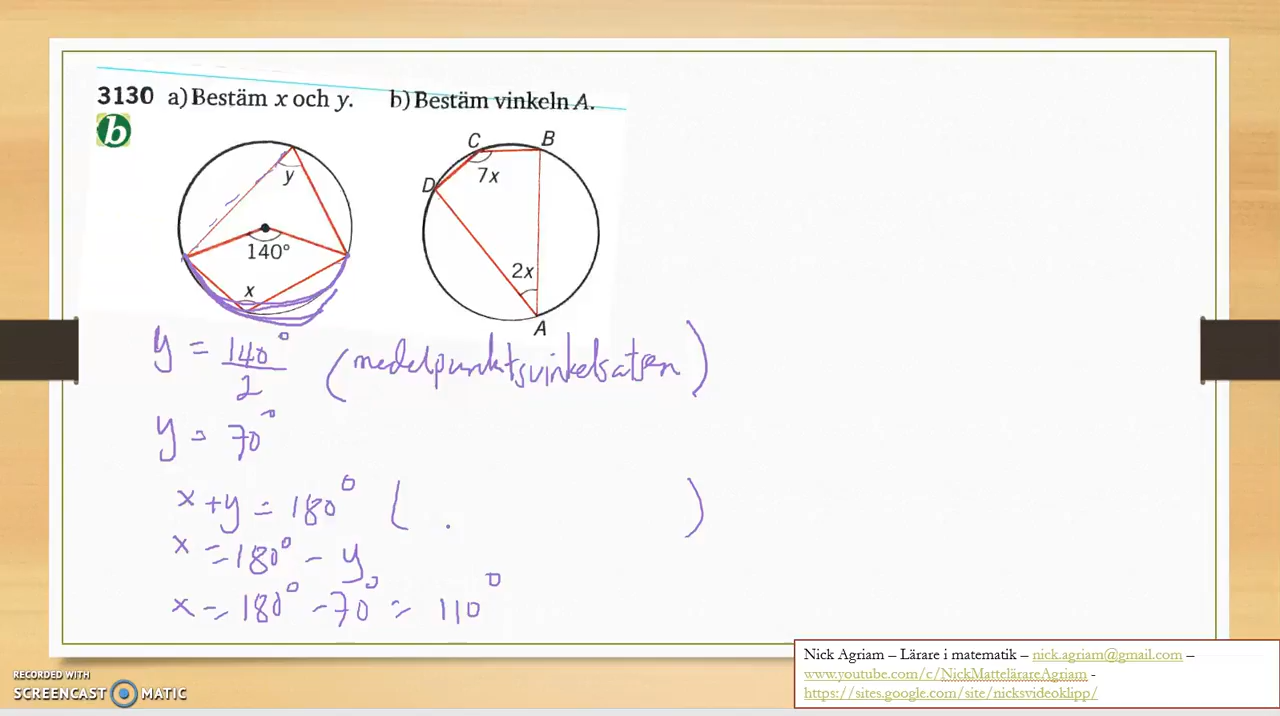 3130 a) Bestäm x och y. b) Bestäm vinkeln A.
b
C B
D 7x
y
140°
2x
x
A
y = 140° / 2 (medelpunktsvinkelsatsen)
y = 70°
x + y = 180° ( )
x = 180° - y
x = 180° - 70° = 110°
Nick Agriam – Lärare i matematik – nick.agriam@gmail.com –
www.youtube.com/c/NickMattelärareAgriam -
https://sites.google.com/site/nicksvideoklipp/
RECORDED WITH
SCREENCAST MATIC